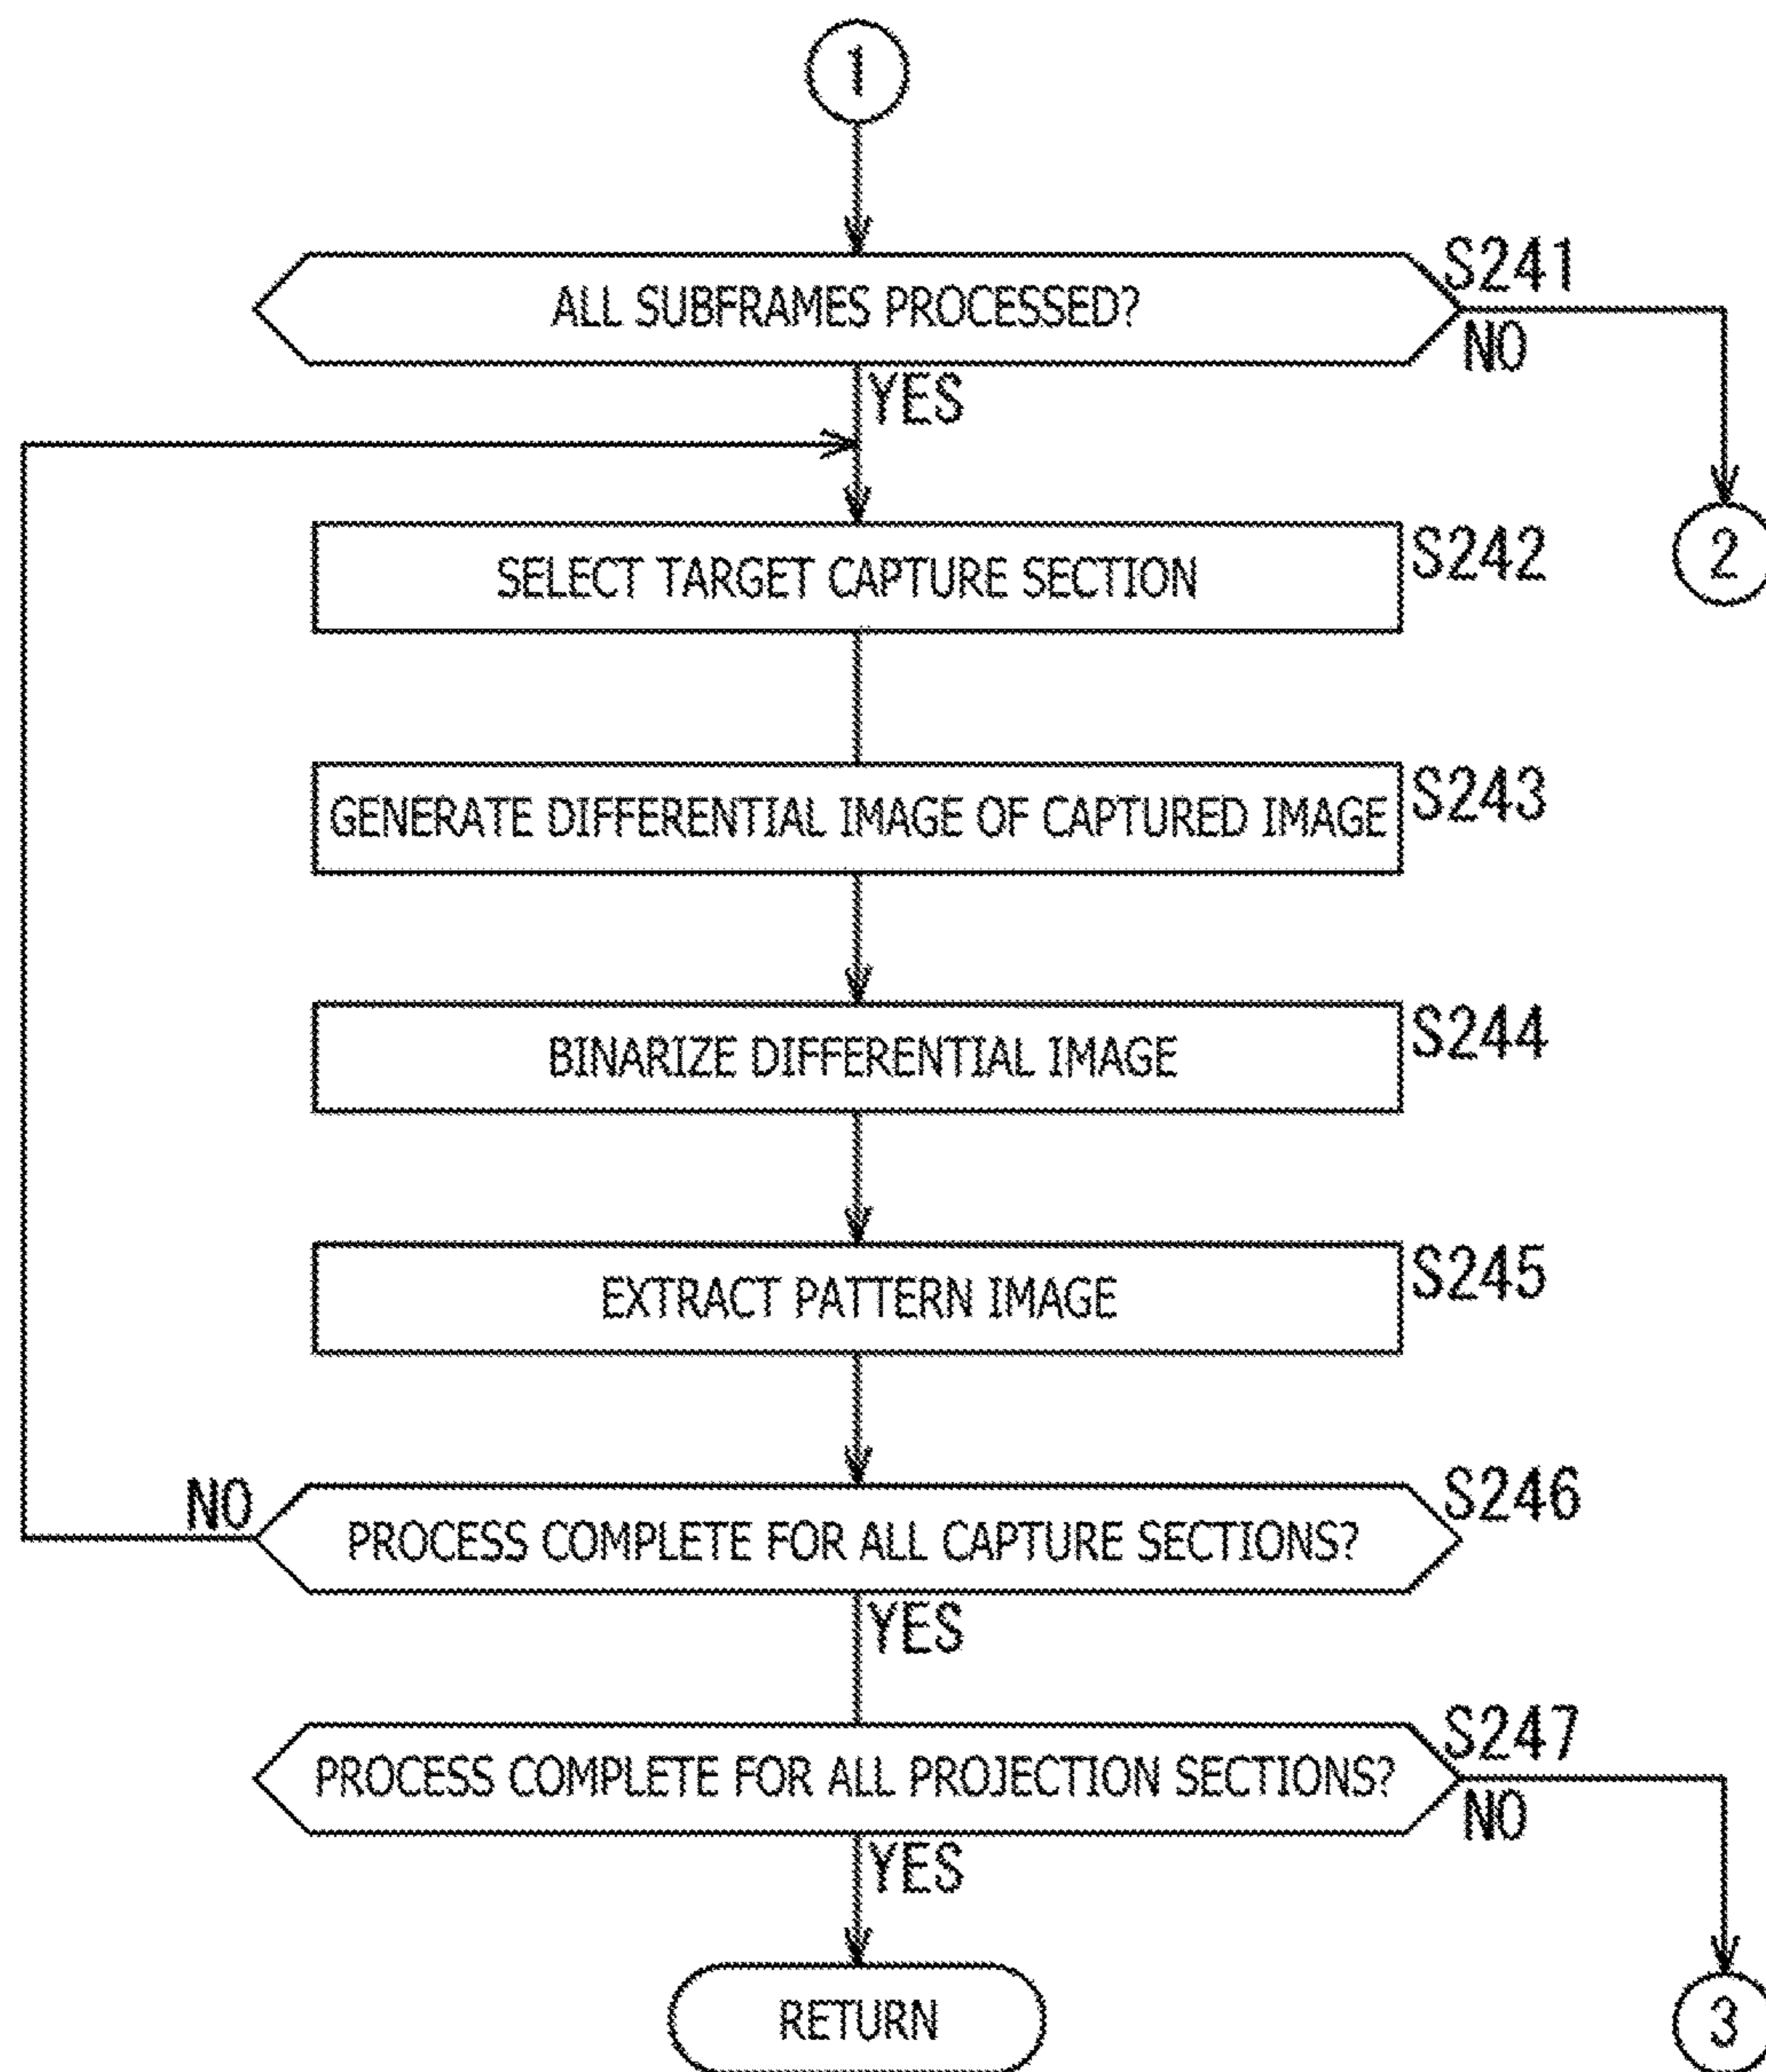 1
ALL SUBFRAMES PROCESSED?
S241
NO
YES
2
SELECT TARGET CAPTURE SECTION
S242
GENERATE DIFFERENTIAL IMAGE OF CAPTURED IMAGE
S243
BINARIZE DIFFERENTIAL IMAGE
S244
EXTRACT PATTERN IMAGE
S245
NO
PROCESS COMPLETE FOR ALL CAPTURE SECTIONS?
S246
YES
PROCESS COMPLETE FOR ALL PROJECTION SECTIONS?
S247
NO
YES
RETURN
3